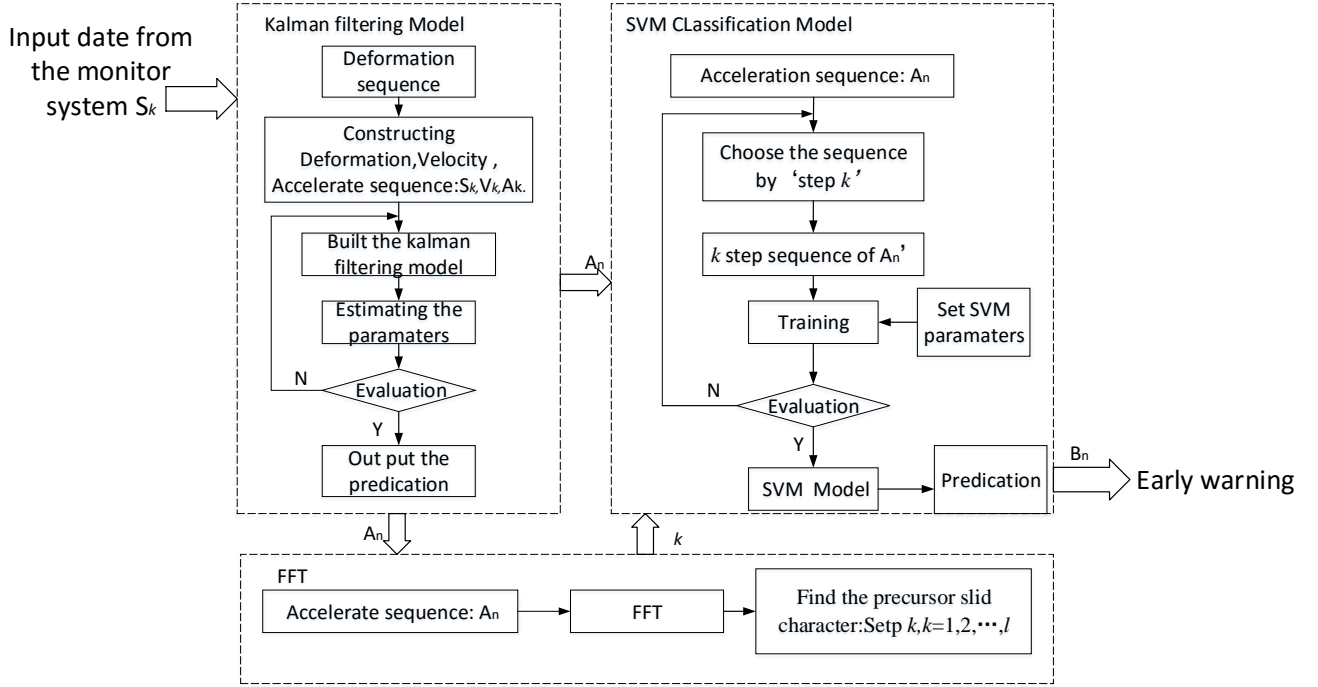 Input date from
the monitor
system Sk
Kalman filtering Model
Deformation
sequence
Constructing
Deformation,Velocity ,
Accelerate sequence:Sk,Vk,Ak.
Built the kalman
filtering model
Estimating the
paramaters
N
Evaluation
Y
Out put the
predication
An
An
SVM CLassification Model
Acceleration sequence: An
Choose the sequence
by ‘step k’
k step sequence of An’
Training
Set SVM
paramaters
N
Evaluation
Y
SVM Model
Predication
Bn
Early warning
k
FFT
Accelerate sequence: An
FFT
Find the precursor slid
character:Setp k,k=1,2,⋯,l